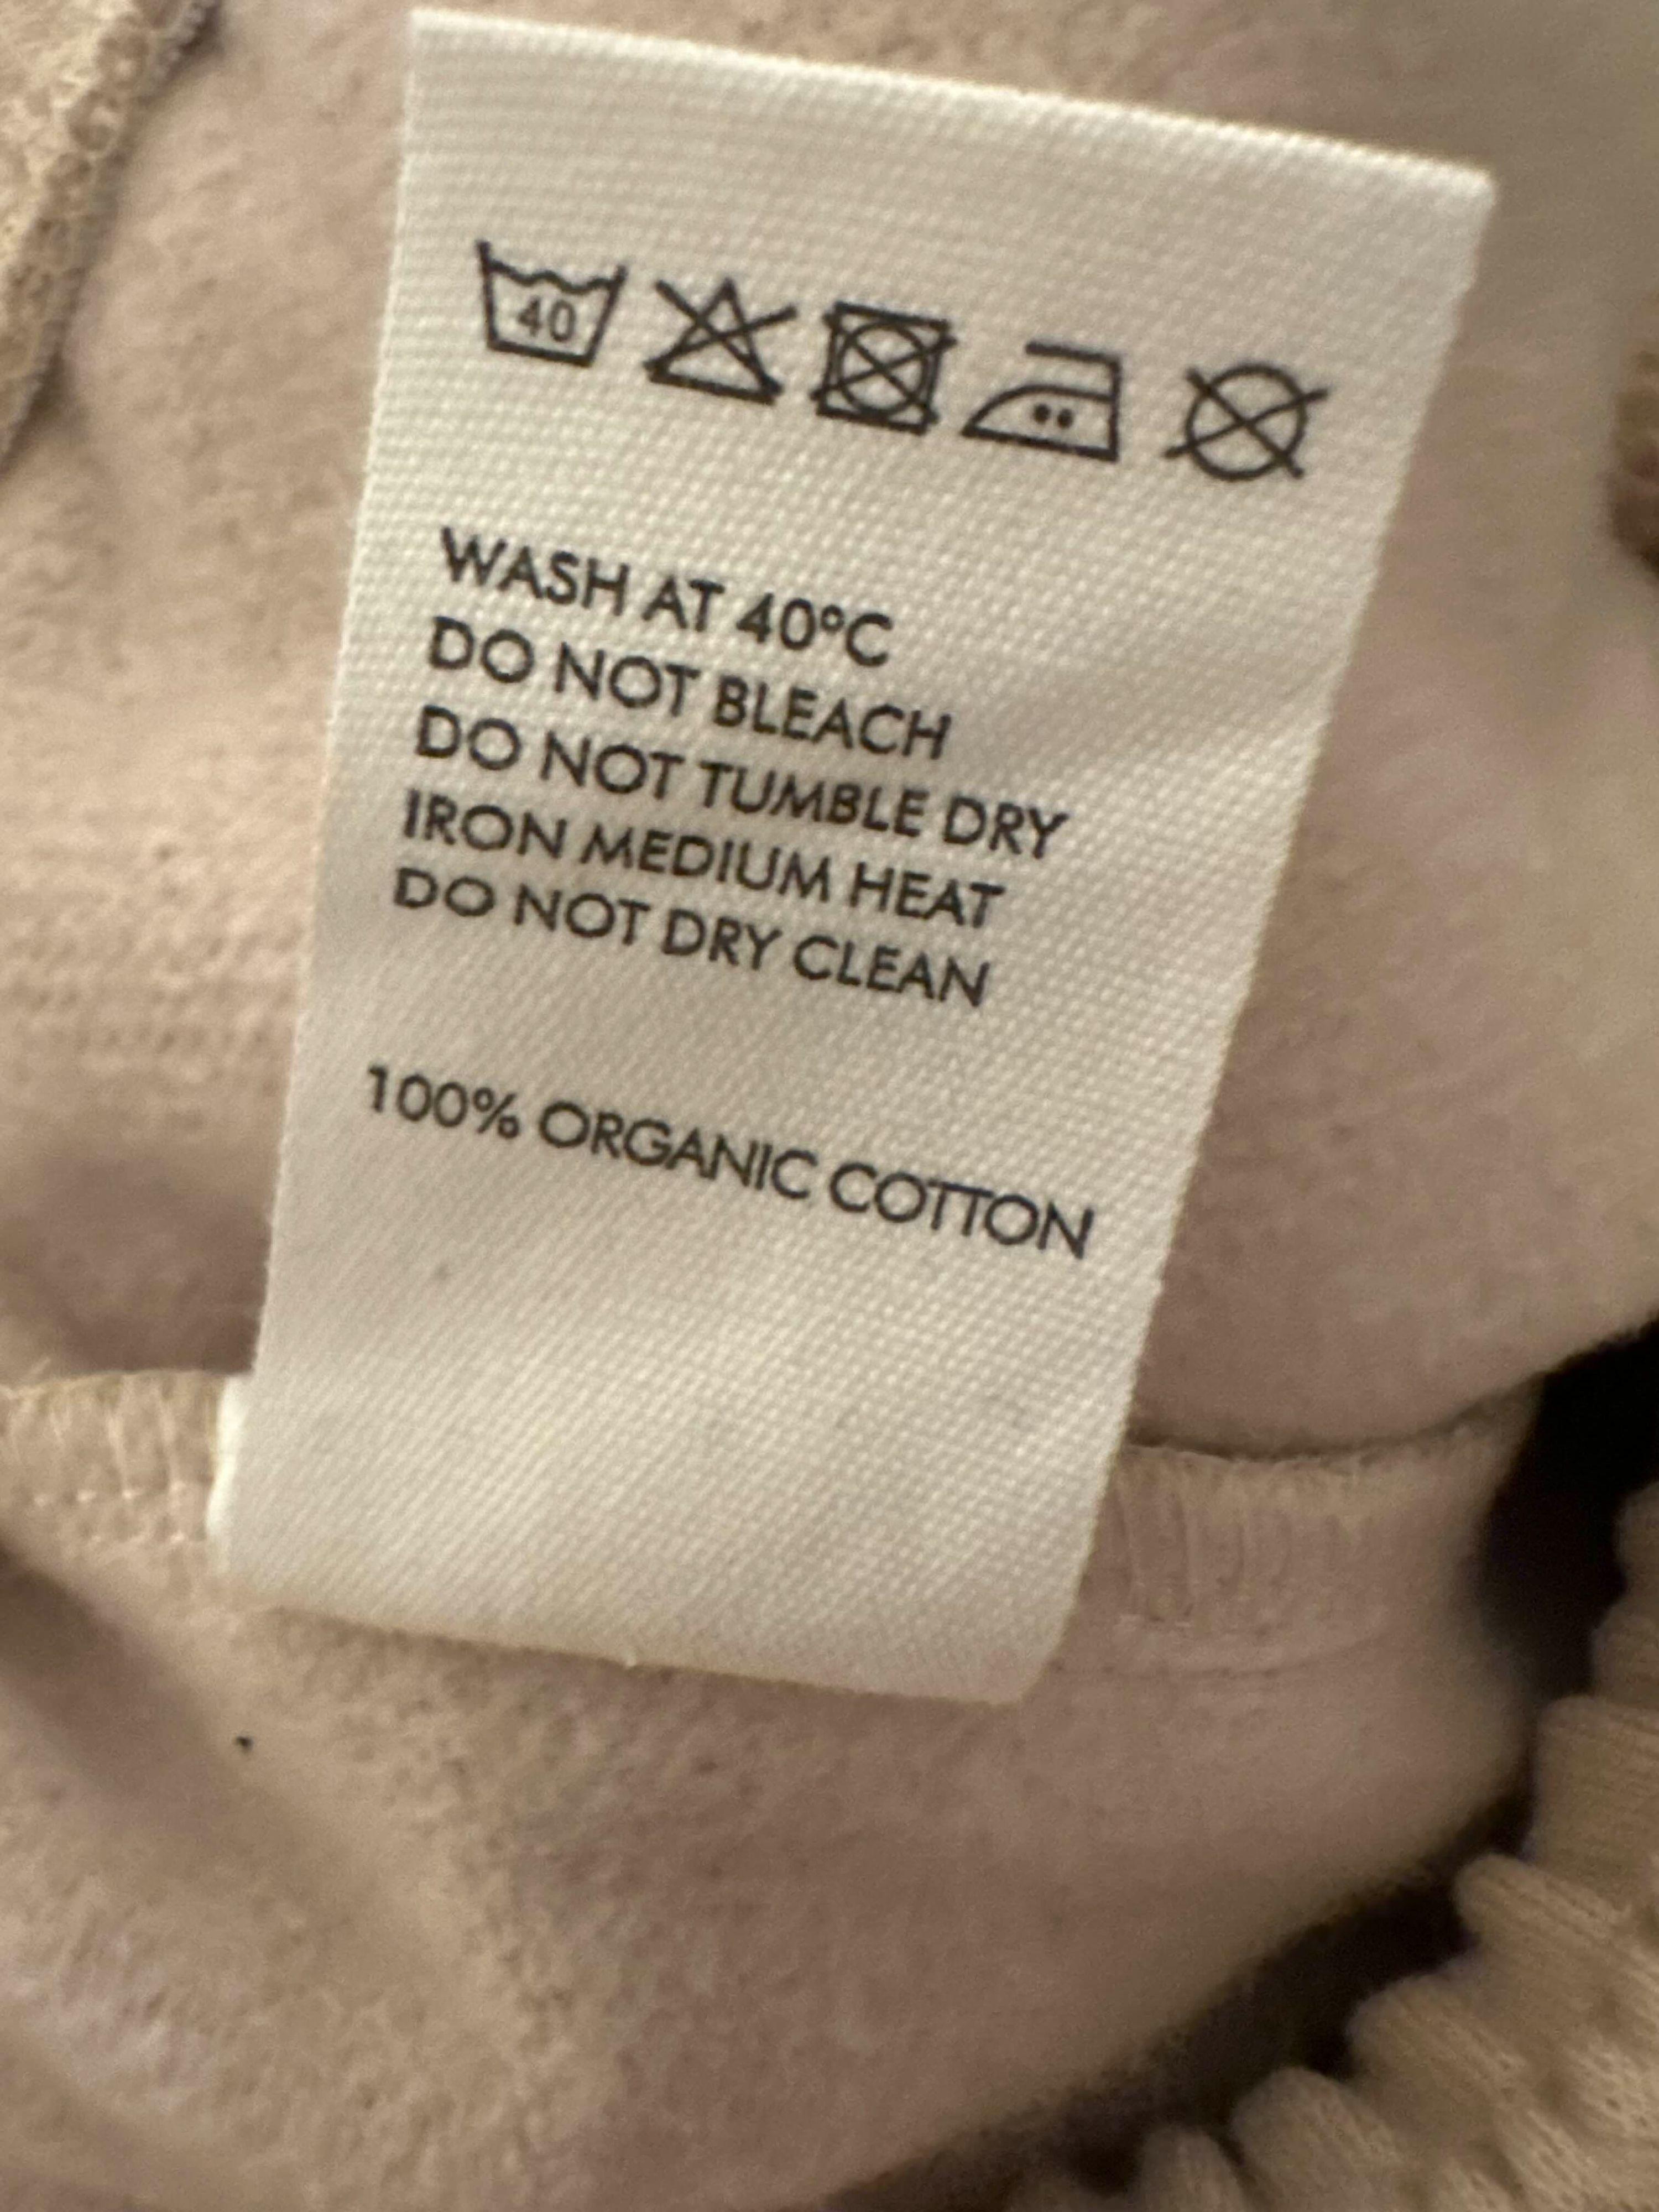 40
WASH AT 40°C
DO NOT BLEACH
DO NOT TUMBLE DRY
IRON MEDIUM HEAT
DO NOT DRY CLEAN
100% ORGANIC COTTON